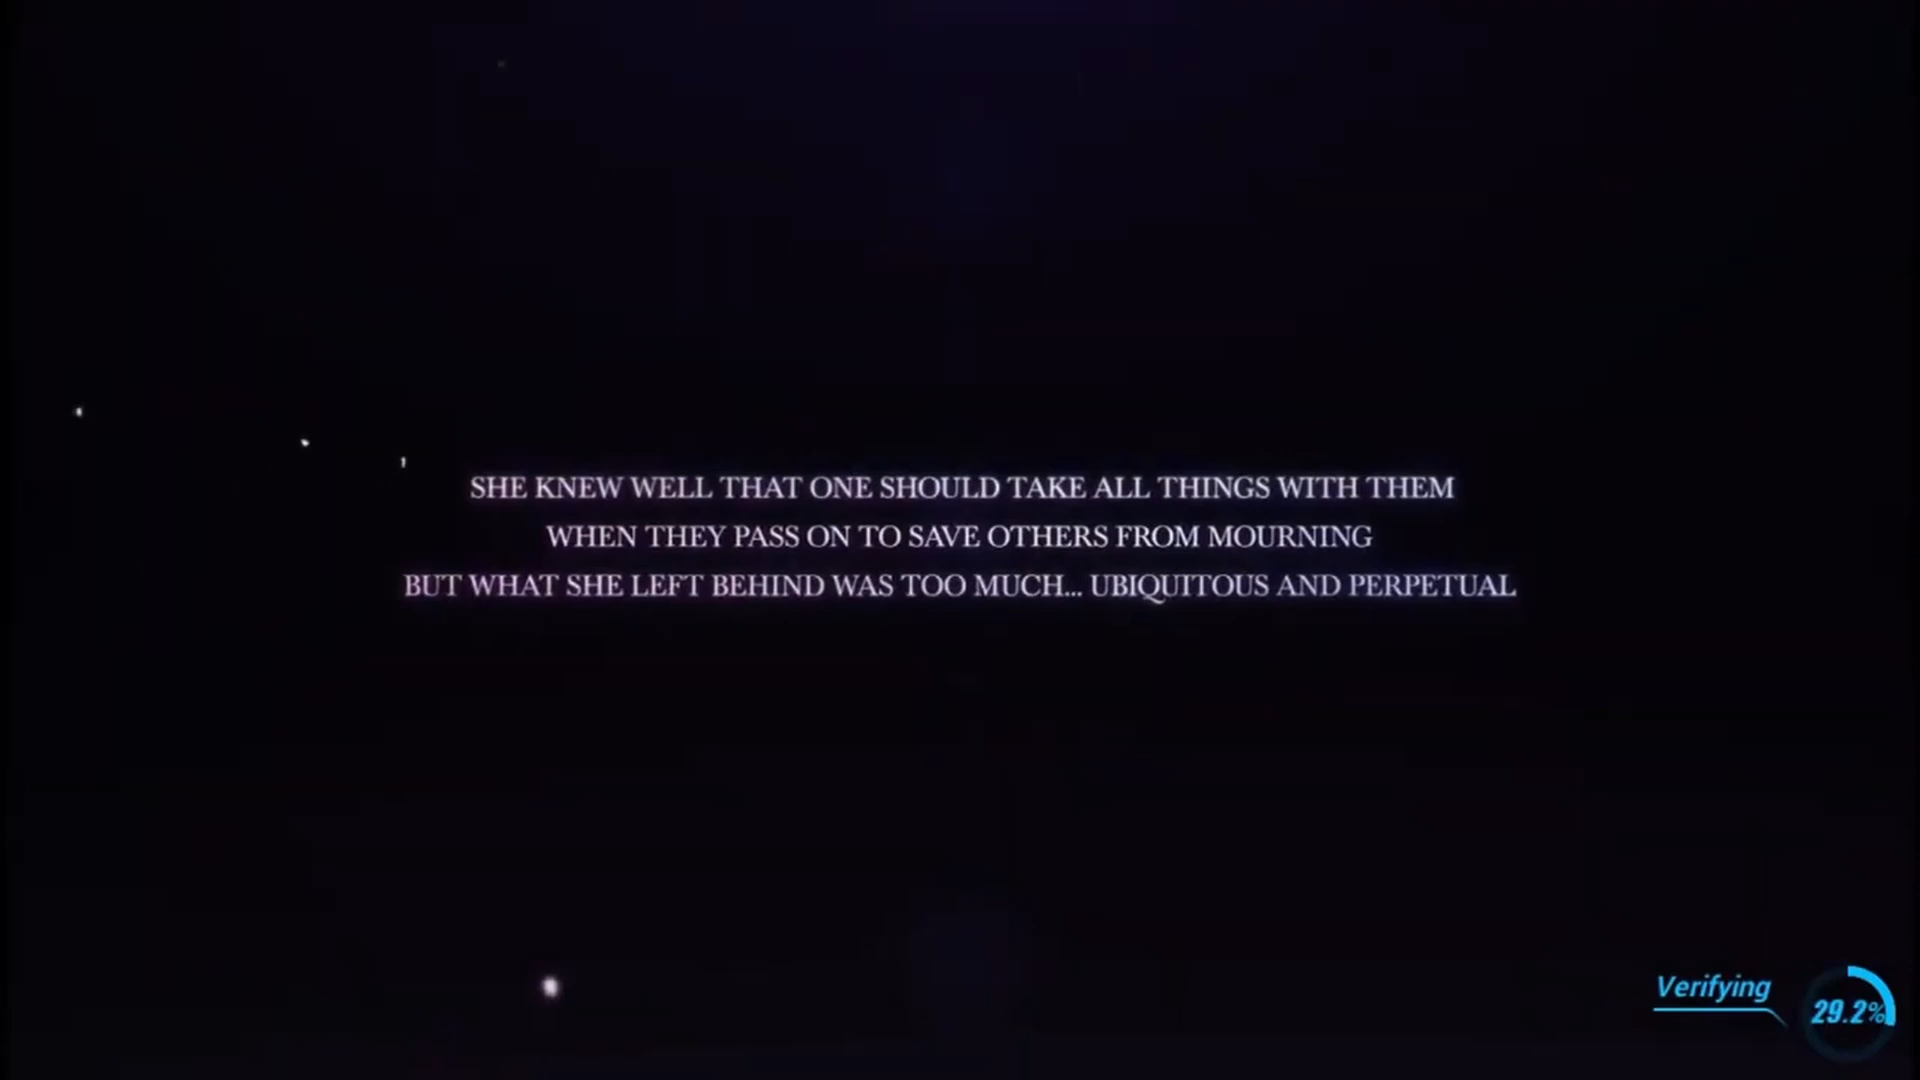 SHE KNEW WELL THAT ONE SHOULD TAKE ALL THINGS WITH THEM
WHEN THEY PASS ON TO SAVE OTHERS FROM MOURNING
BUT WHAT SHE LEFT BEHIND WAS TOO MUCH... UBIQUITOUS AND PERPETUAL
Verifying
29.2%